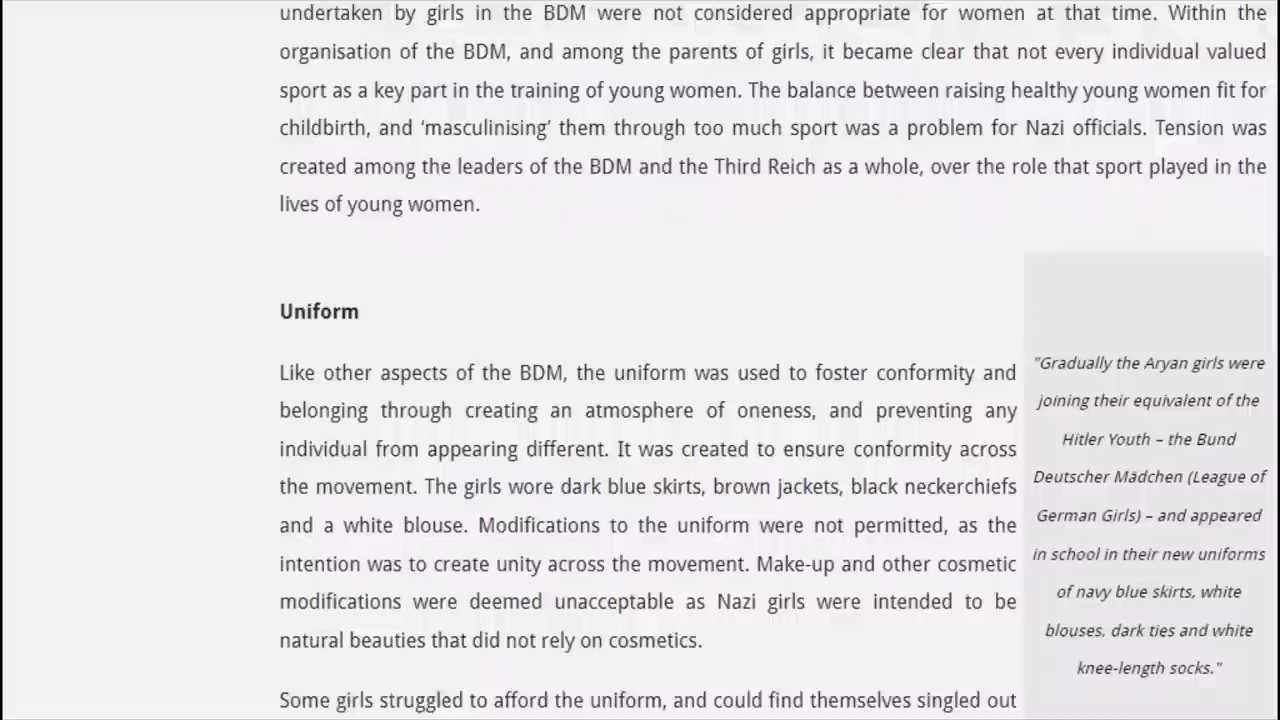 undertaken by girls in the BDM were not considered appropriate for women at that time. Within the
organisation of the BDM, and among the parents of girls, it became clear that not every individual valued
sport as a key part in the training of young women. The balance between raising healthy young women fit for
childbirth, and ‘masculinising’ them through too much sport was a problem for Nazi officials. Tension was
created among the leaders of the BDM and the Third Reich as a whole, over the role that sport played in the
lives of young women.
Uniform
Like other aspects of the BDM, the uniform was used to foster conformity and
belonging through creating an atmosphere of oneness, and preventing any
individual from appearing different. It was created to ensure conformity across
the movement. The girls wore dark blue skirts, brown jackets, black neckerchiefs
and a white blouse. Modifications to the uniform were not permitted, as the
intention was to create unity across the movement. Make-up and other cosmetic
modifications were deemed unacceptable as Nazi girls were intended to be
natural beauties that did not rely on cosmetics.
Some girls struggled to afford the uniform, and could find themselves singled out
"Gradually the Aryan girls were
joining their equivalent of the
Hitler Youth – the Bund
Deutscher Mädchen (League of
German Girls) – and appeared
in school in their new uniforms
of navy blue skirts, white
blouses, dark ties and white
knee-length socks."